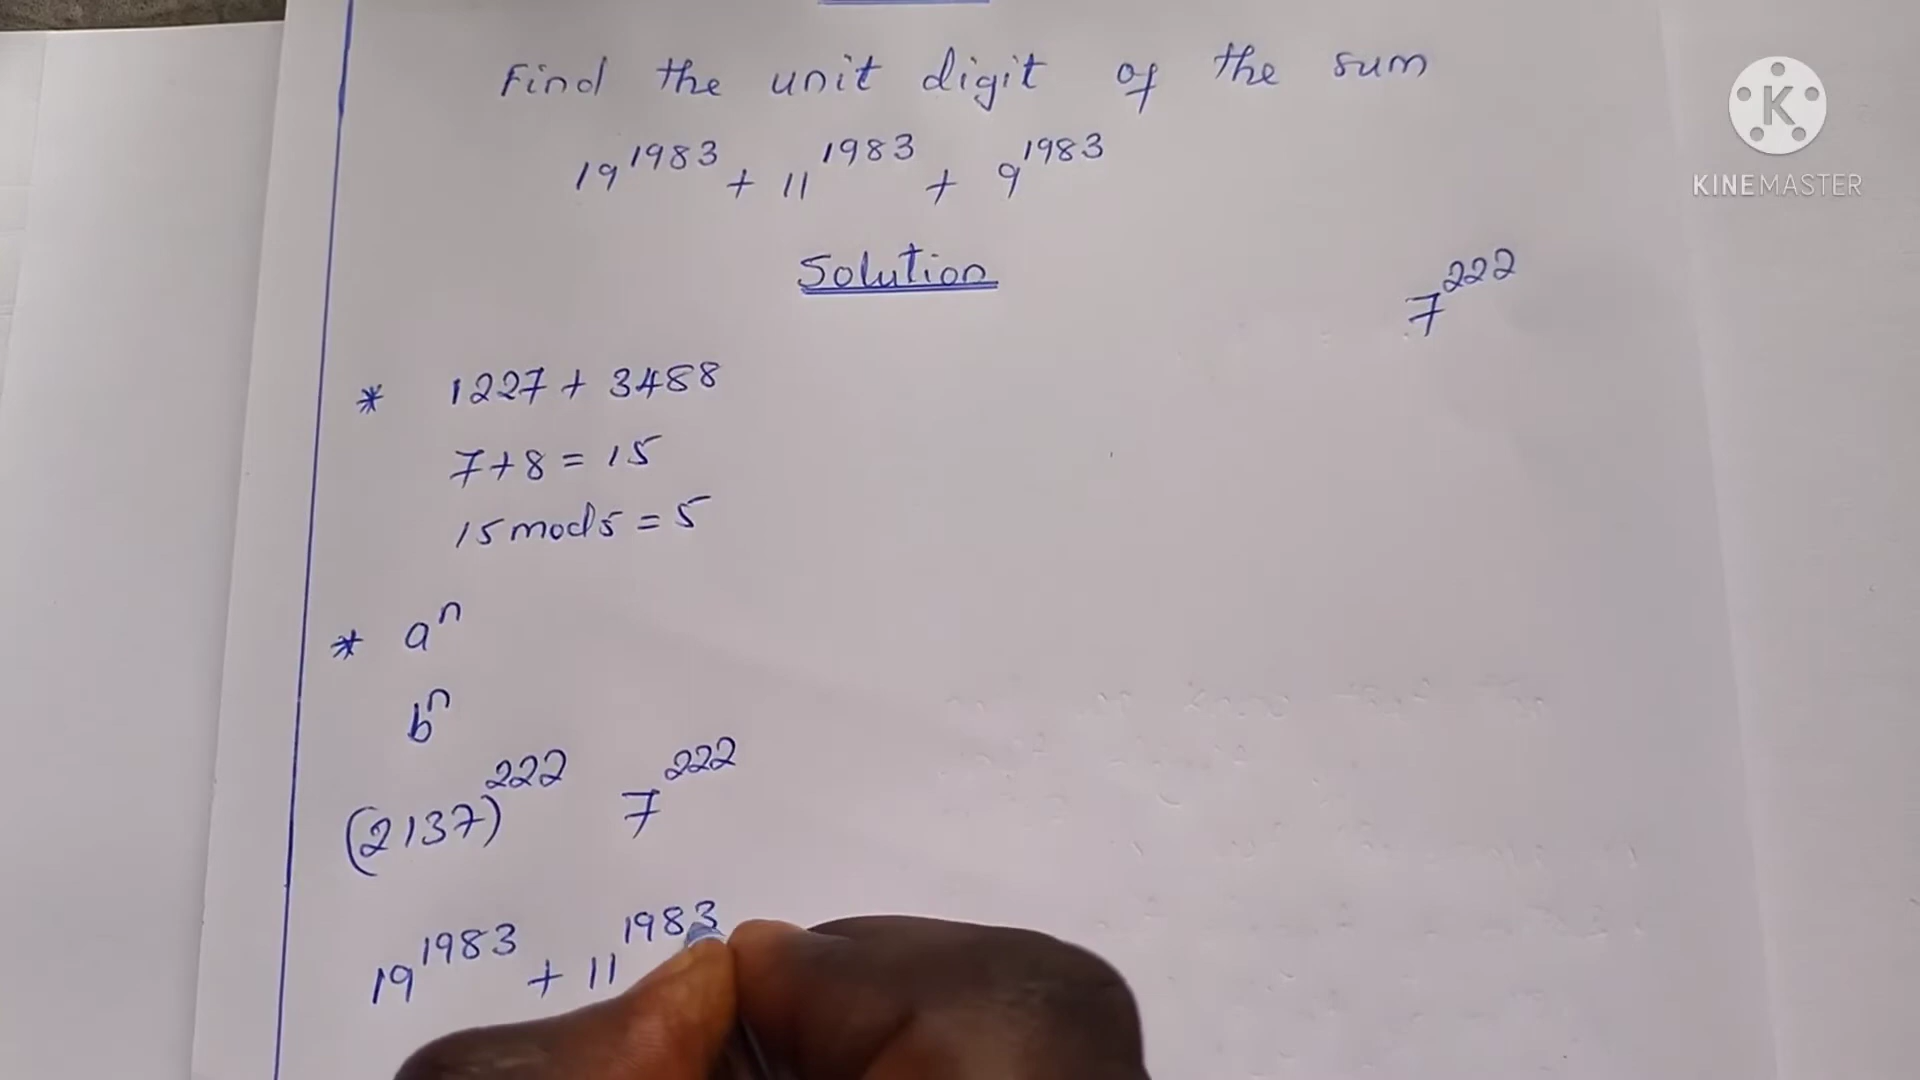 Find the unit digit of the sum
19^1983 + 11^1983 + 9^1983
K
KINEMASTER
Solution
7^222
* 1227 + 3488
7+8 = 15
15 mod 5 = 5
* a^n
b^n
(2137)^222 7^222
19^1983 + 11^1983